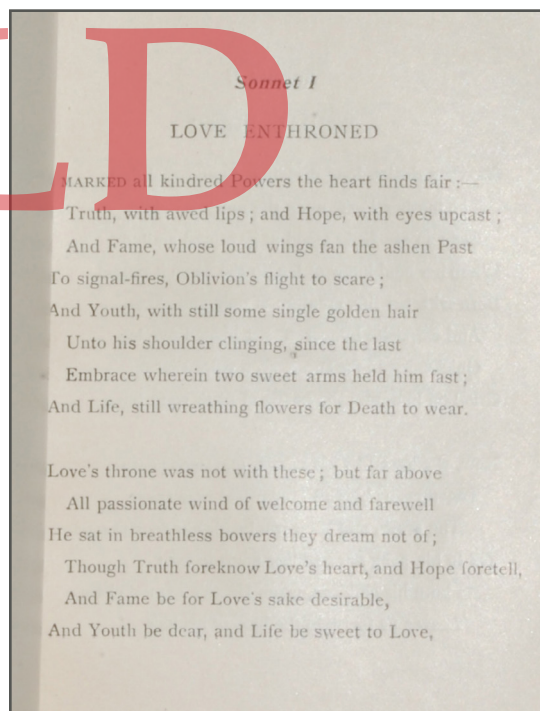 LD
Sonnet I
LOVE ENTHRONED
MARKED all kindred Powers the heart finds fair :—
Truth, with awed lips ; and Hope, with eyes upcast ;
And Fame, whose loud wings fan the ashen Past
To signal-fires, Oblivion's flight to scare ;
And Youth, with still some single golden hair
Unto his shoulder clinging, since the last
Embrace wherein two sweet arms held him fast ;
And Life, still wreathing flowers for Death to wear.
Love's throne was not with these ; but far above
All passionate wind of welcome and farewell
He sat in breathless bowers they dream not of ;
Though Truth foreknow Love's heart, and Hope foretell,
And Fame be for Love's sake desirable,
And Youth be dear, and Life be sweet to Love,